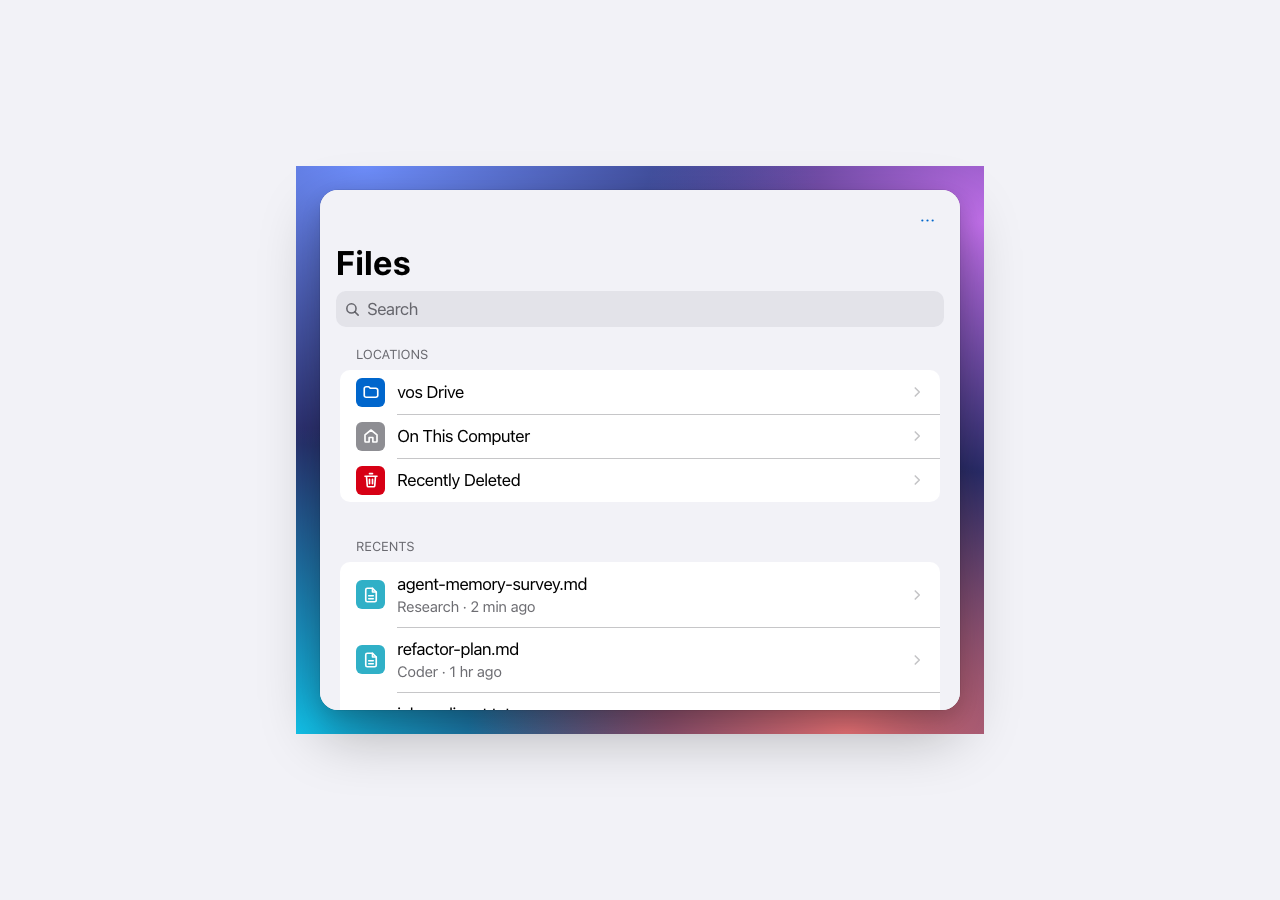 Files
Search
LOCATIONS
vos Drive
On This Computer
Recently Deleted
RECENTS
agent-memory-survey.md
Research · 2 min ago
refactor-plan.md
Coder · 1 hr ago